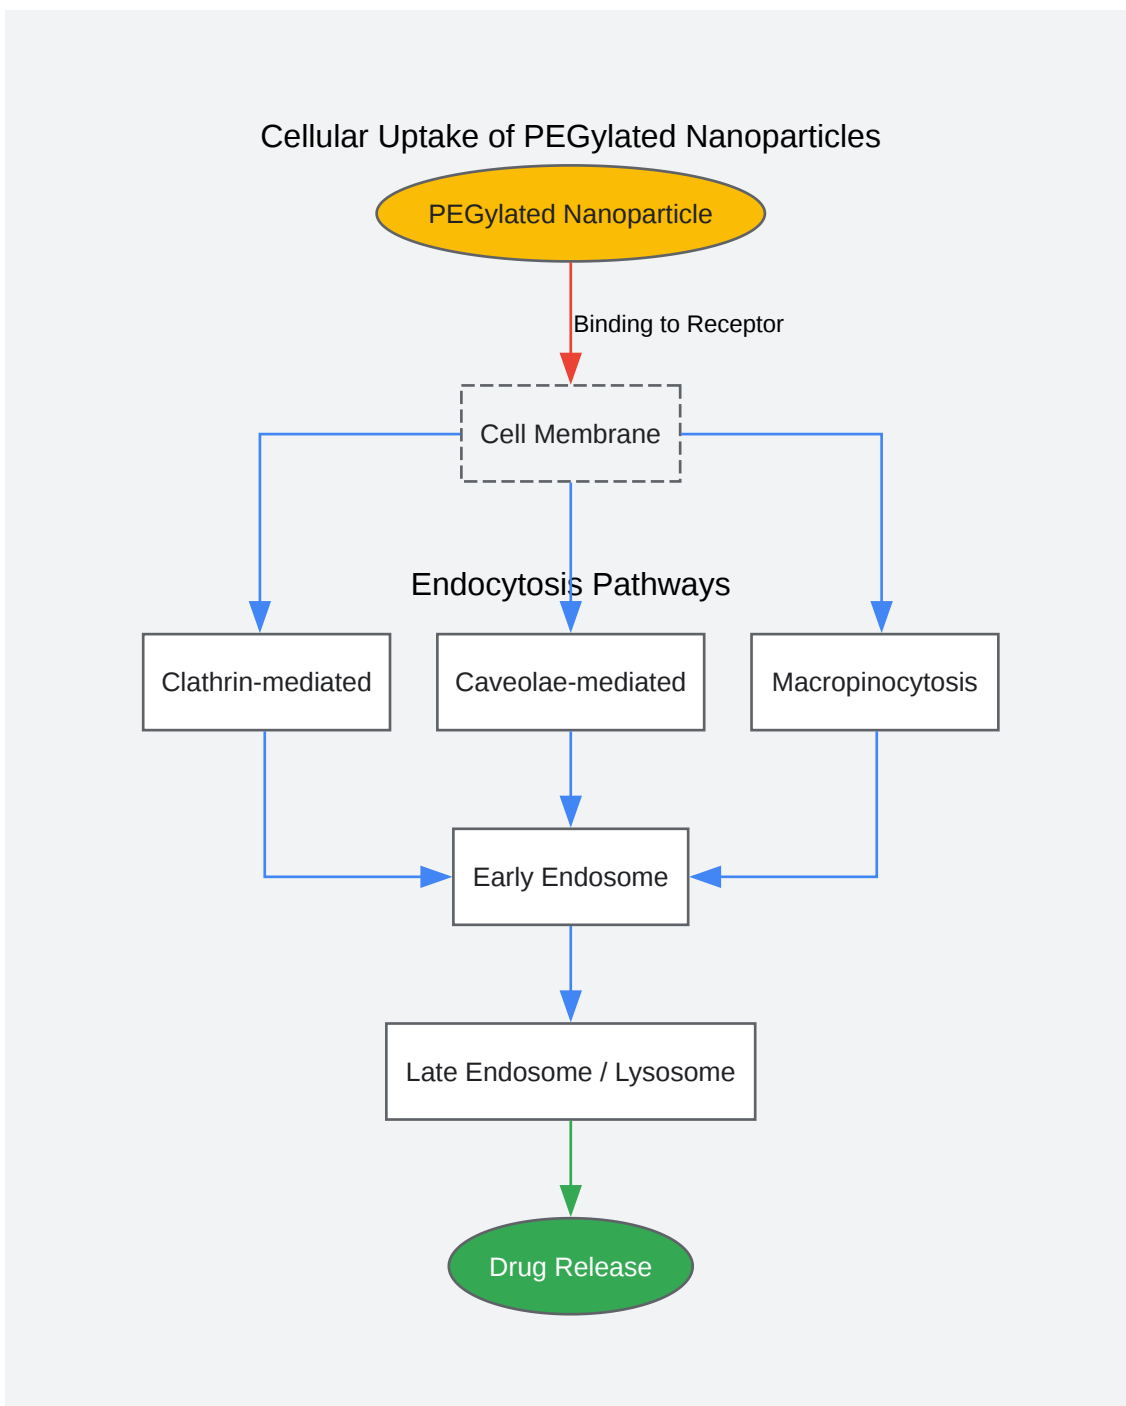 Cellular Uptake of PEGylated Nanoparticles
PEGylated Nanoparticle
Binding to Receptor
Cell Membrane
Endocytosis Pathways
Clathrin-mediated
Caveolae-mediated
Macropinocytosis
Early Endosome
Late Endosome / Lysosome
Drug Release